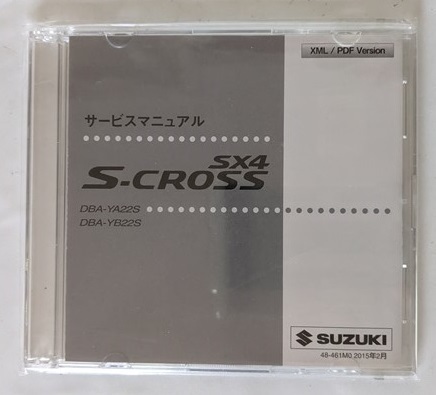 XML / PDF Version
サービスマニュアル
SX4
S-CROSS
DBA-YA22S
DBA-YB22S
SUZUKI
48-461M0 2015年2月